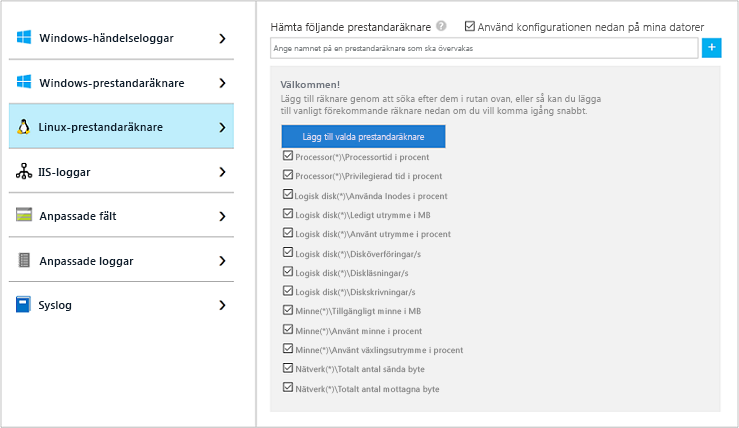 Windows-händelseloggar
Windows-prestandaräknare
Linux-prestandaräknare
IIS-loggar
Anpassade fält
Anpassade loggar
Syslog
Hämta följande prestandaräknare ? Använd konfigurationen nedan på mina datorer
Ange namnet på en prestandaräknare som ska övervakas +
Välkommen!
Lägg till räknare genom att söka efter dem i rutan ovan, eller så kan du lägga
till vanligt förekommande räknare nedan om du vill komma igång snabbt.
Lägg till valda prestandaräknare
Processor(*)\Processortid i procent
Processor(*)\Privilegierad tid i procent
Logisk disk(*)\Använda Inodes i procent
Logisk disk(*)\Ledigt utrymme i MB
Logisk disk(*)\Använt utrymme i procent
Logisk disk(*)\Disköverföringar/s
Logisk disk(*)\Diskläsningar/s
Logisk disk(*)\Diskskrivningar/s
Minne(*)\Tillgängligt minne i MB
Minne(*)\Använt minne i procent
Minne(*)\Använt växlingsutrymme i procent
Nätverk(*)\Totalt antal sända byte
Nätverk(*)\Totalt antal mottagna byte